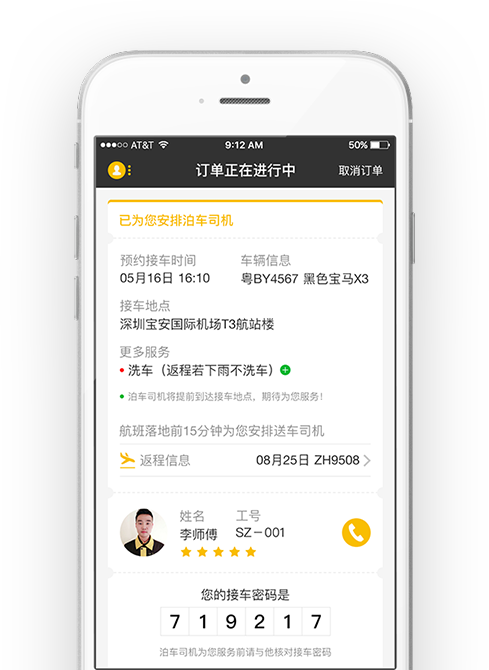 AT&T 9:12 AM 50%
订单正在进行中 取消订单
已为您安排泊车司机
预约接车时间 车辆信息
05月16日 16:10 粤BY4567 黑色宝马X3
接车地点
深圳宝安国际机场T3航站楼
更多服务
洗车（返程若下雨不洗车）
泊车司机将提前到达接车地点，期待为您服务！
航班落地前15分钟为您安排送车司机
返程信息 08月25日 ZH9508
姓名 工号
李师傅 SZ－001
您的接车密码是
7 1 9 2 1 7
泊车司机为您服务前请与他核对接车密码